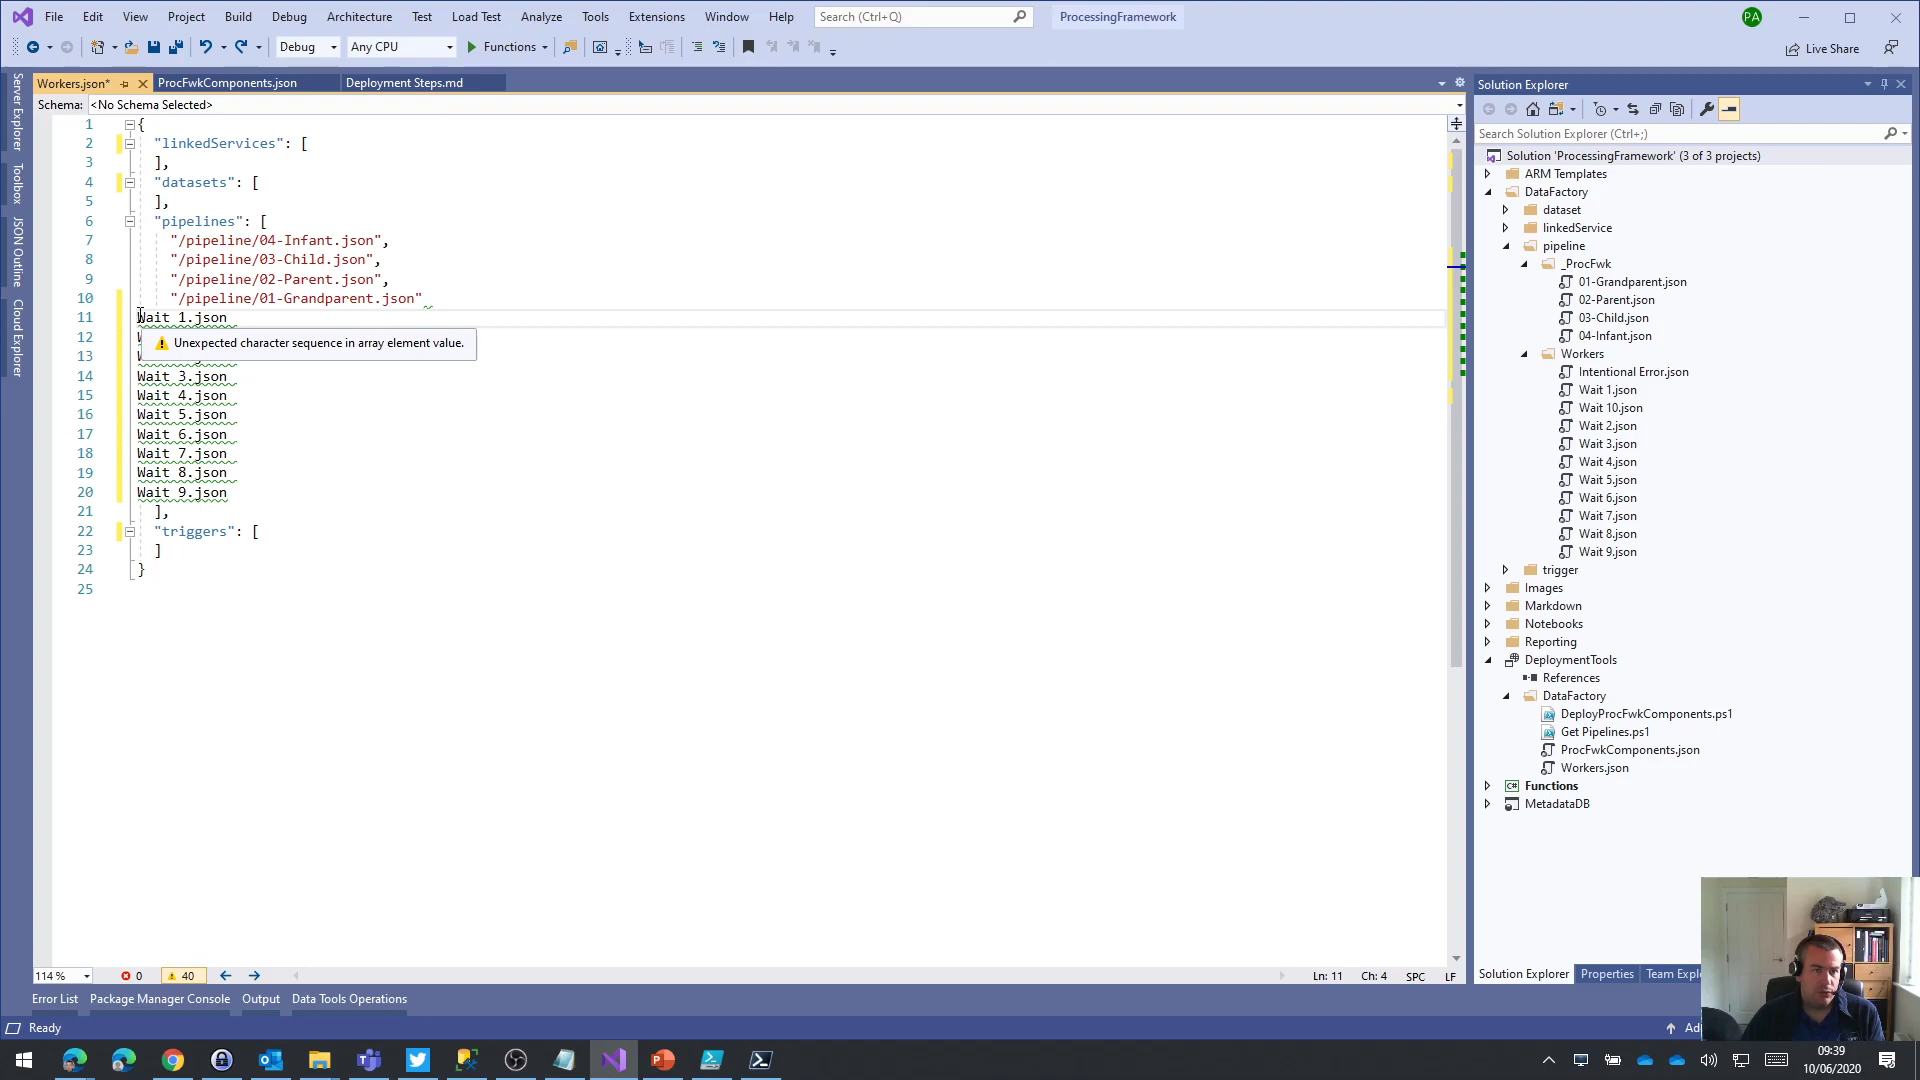 File Edit View Project Build Debug Architecture Test Load Test Analyze Tools Extensions Window Help Search (Ctrl+Q) ProcessingFramework PA
Debug Any CPU Functions Live Share
Workers.json* ProcFwkComponents.json Deployment Steps.md
Schema: <No Schema Selected>
Server Explorer
Toolbox
JSON Outline
Cloud Explorer
1 {
2 "linkedServices": [
3 ],
4 "datasets": [
5 ],
6 "pipelines": [
7 "/pipeline/04-Infant.json",
8 "/pipeline/03-Child.json",
9 "/pipeline/02-Parent.json",
10 "/pipeline/01-Grandparent.json"
11 Wait 1.json
12
Unexpected character sequence in array element value.
13
14 Wait 3.json
15 Wait 4.json
16 Wait 5.json
17 Wait 6.json
18 Wait 7.json
19 Wait 8.json
20 Wait 9.json
21 ],
22 "triggers": [
23 ]
24 }
25
114 % 0 40 Ln: 11 Ch: 4 SPC LF
Error List Package Manager Console Output Data Tools Operations
Ready
Solution Explorer
Search Solution Explorer (Ctrl+;)
Solution 'ProcessingFramework' (3 of 3 projects)
ARM Templates
DataFactory
dataset
linkedService
pipeline
_ProcFwk
01-Grandparent.json
02-Parent.json
03-Child.json
04-Infant.json
Workers
Intentional Error.json
Wait 1.json
Wait 10.json
Wait 2.json
Wait 3.json
Wait 4.json
Wait 5.json
Wait 6.json
Wait 7.json
Wait 8.json
Wait 9.json
trigger
Images
Markdown
Notebooks
Reporting
DeploymentTools
References
DataFactory
DeployProcFwkComponents.ps1
Get Pipelines.ps1
ProcFwkComponents.json
Workers.json
C# Functions
MetadataDB
Solution Explorer Properties Team Expl
09:39
10/06/2020